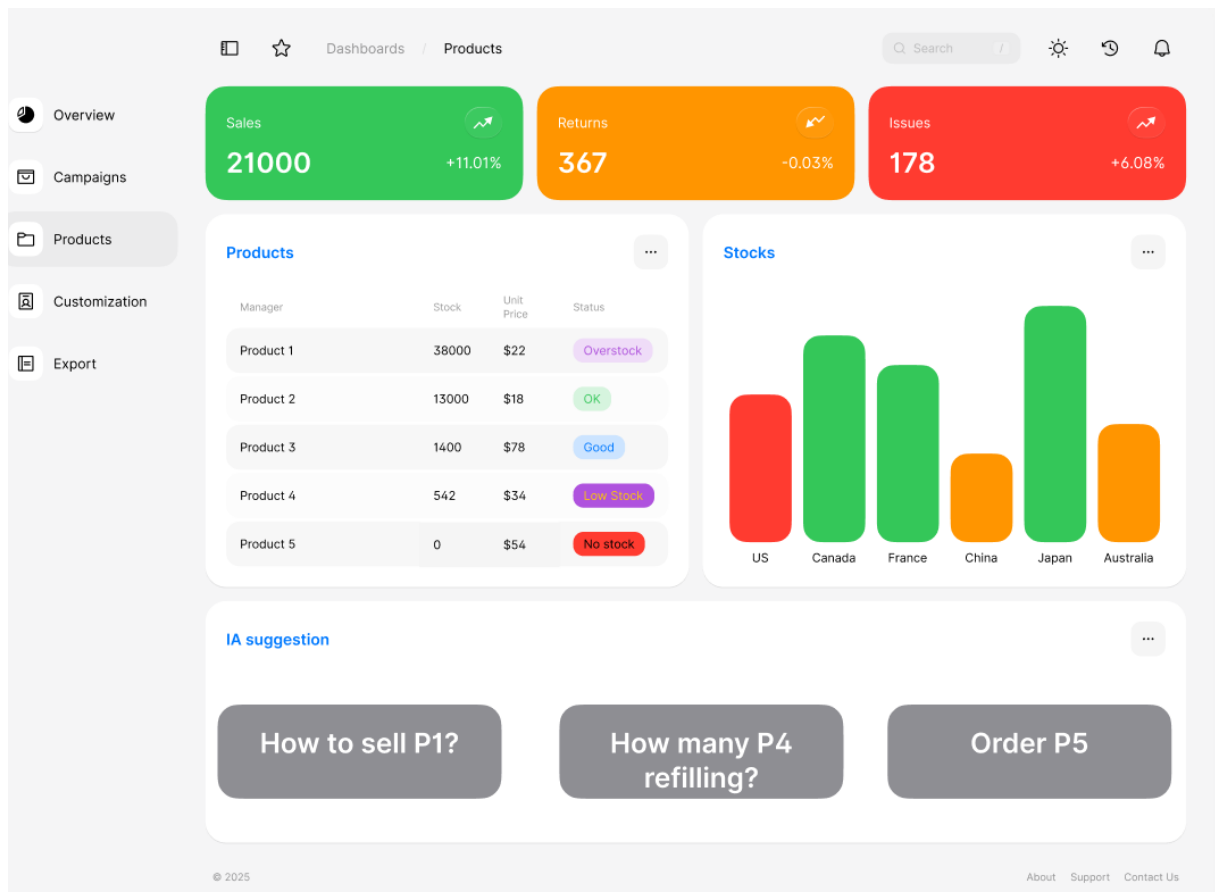 Dashboards / Products
Search /
Overview
Campaigns
Products
Customization
Export
Sales
21000
+11.01%
Returns
367
-0.03%
Issues
178
+6.08%
Products
...
Manager Stock Unit Price Status
Product 1 38000 $22 Overstock
Product 2 13000 $18 OK
Product 3 1400 $78 Good
Product 4 542 $34 Low Stock
Product 5 0 $54 No stock
Stocks
...
US Canada France China Japan Australia
IA suggestion
...
How to sell P1?
How many P4
refilling?
Order P5
© 2025
About Support Contact Us